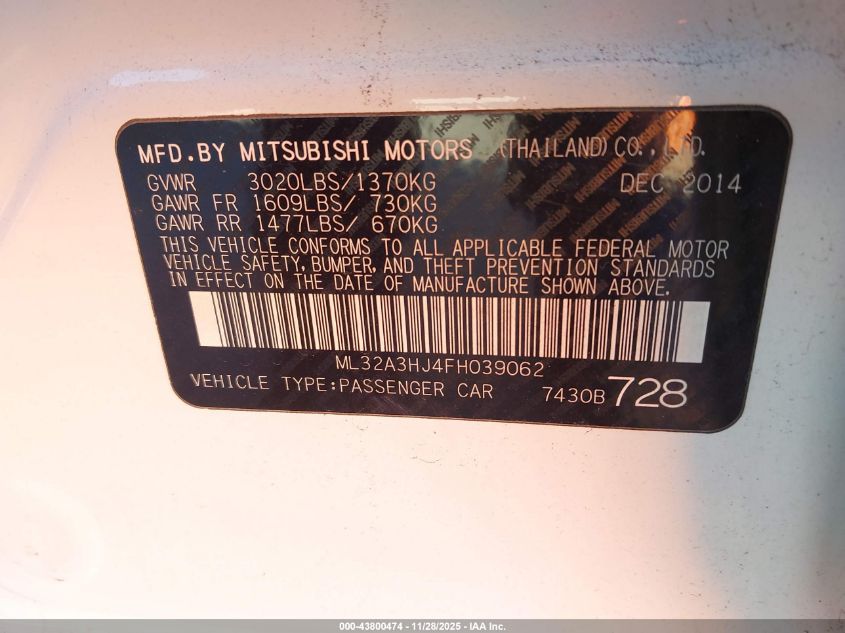 MFD.BY MITSUBISHI MOTORS (THAILAND)CO.,LTD.
GVWR 3020LBS/1370KG DEC 2014
GAWR FR 1609LBS/ 730KG
GAWR RR 1477LBS/ 670KG
THIS VEHICLE CONFORMS TO ALL APPLICABLE FEDERAL MOTOR
VEHICLE SAFETY, BUMPER, AND THEFT PREVENTION STANDARDS
IN EFFECT ON THE DATE OF MANUFACTURE SHOWN ABOVE.
ML32A3HJ4FH039062
VEHICLE TYPE:PASSENGER CAR 7430B 728
000-43800474 - 11/28/2025 - IAA Inc.